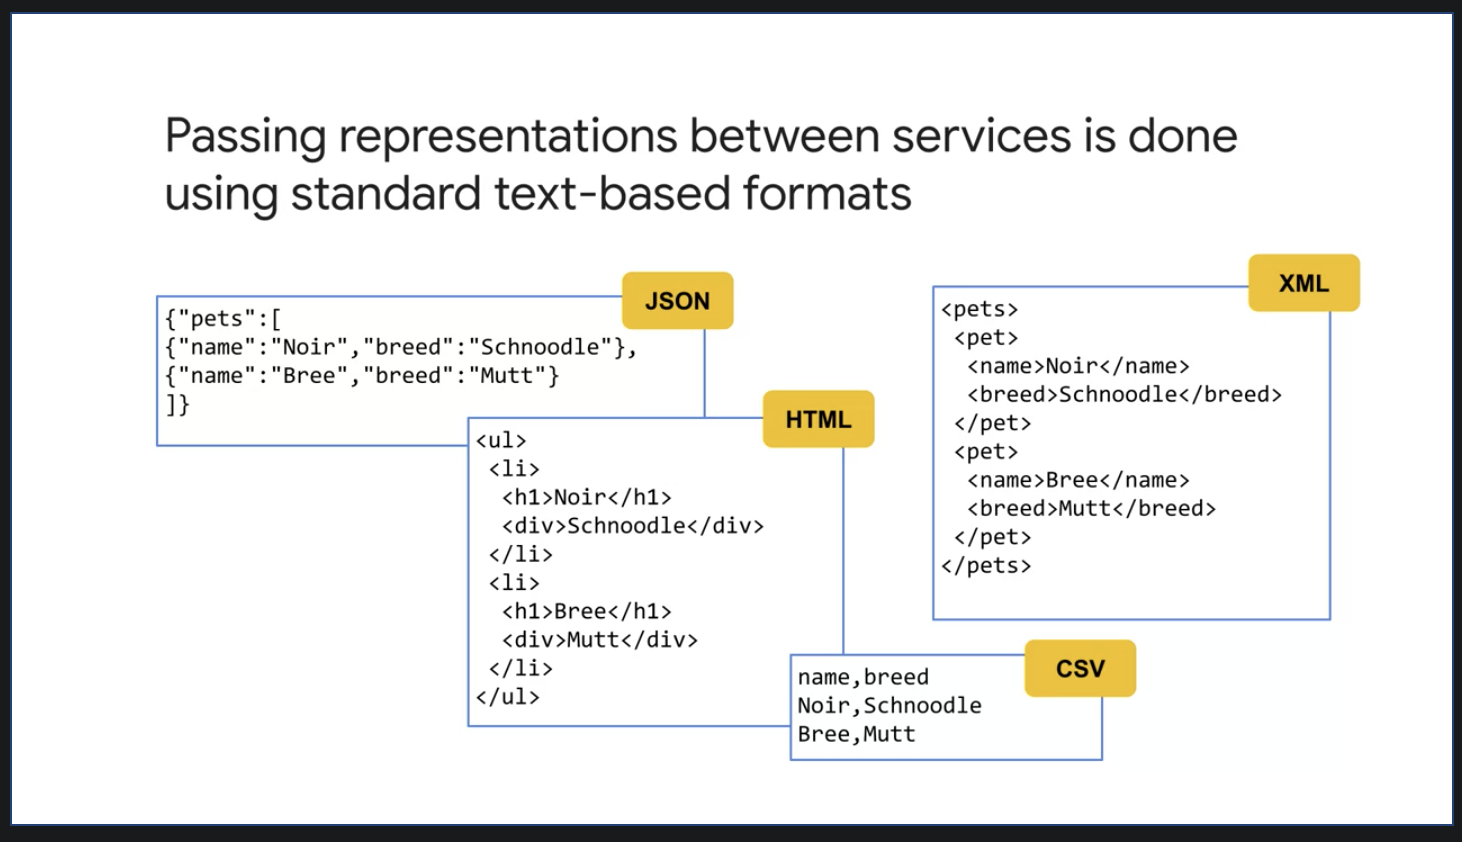 Passing representations between services is done
using standard text-based formats
JSON
{"pets":[
{"name":"Noir","breed":"Schnoodle"},
{"name":"Bree","breed":"Mutt"}
]}
HTML
<ul>
 <li>
  <h1>Noir</h1>
  <div>Schnoodle</div>
 </li>
 <li>
  <h1>Bree</h1>
  <div>Mutt</div>
 </li>
</ul>
XML
<pets>
 <pet>
  <name>Noir</name>
  <breed>Schnoodle</breed>
 </pet>
 <pet>
  <name>Bree</name>
  <breed>Mutt</breed>
 </pet>
</pets>
CSV
name,breed
Noir,Schnoodle
Bree,Mutt